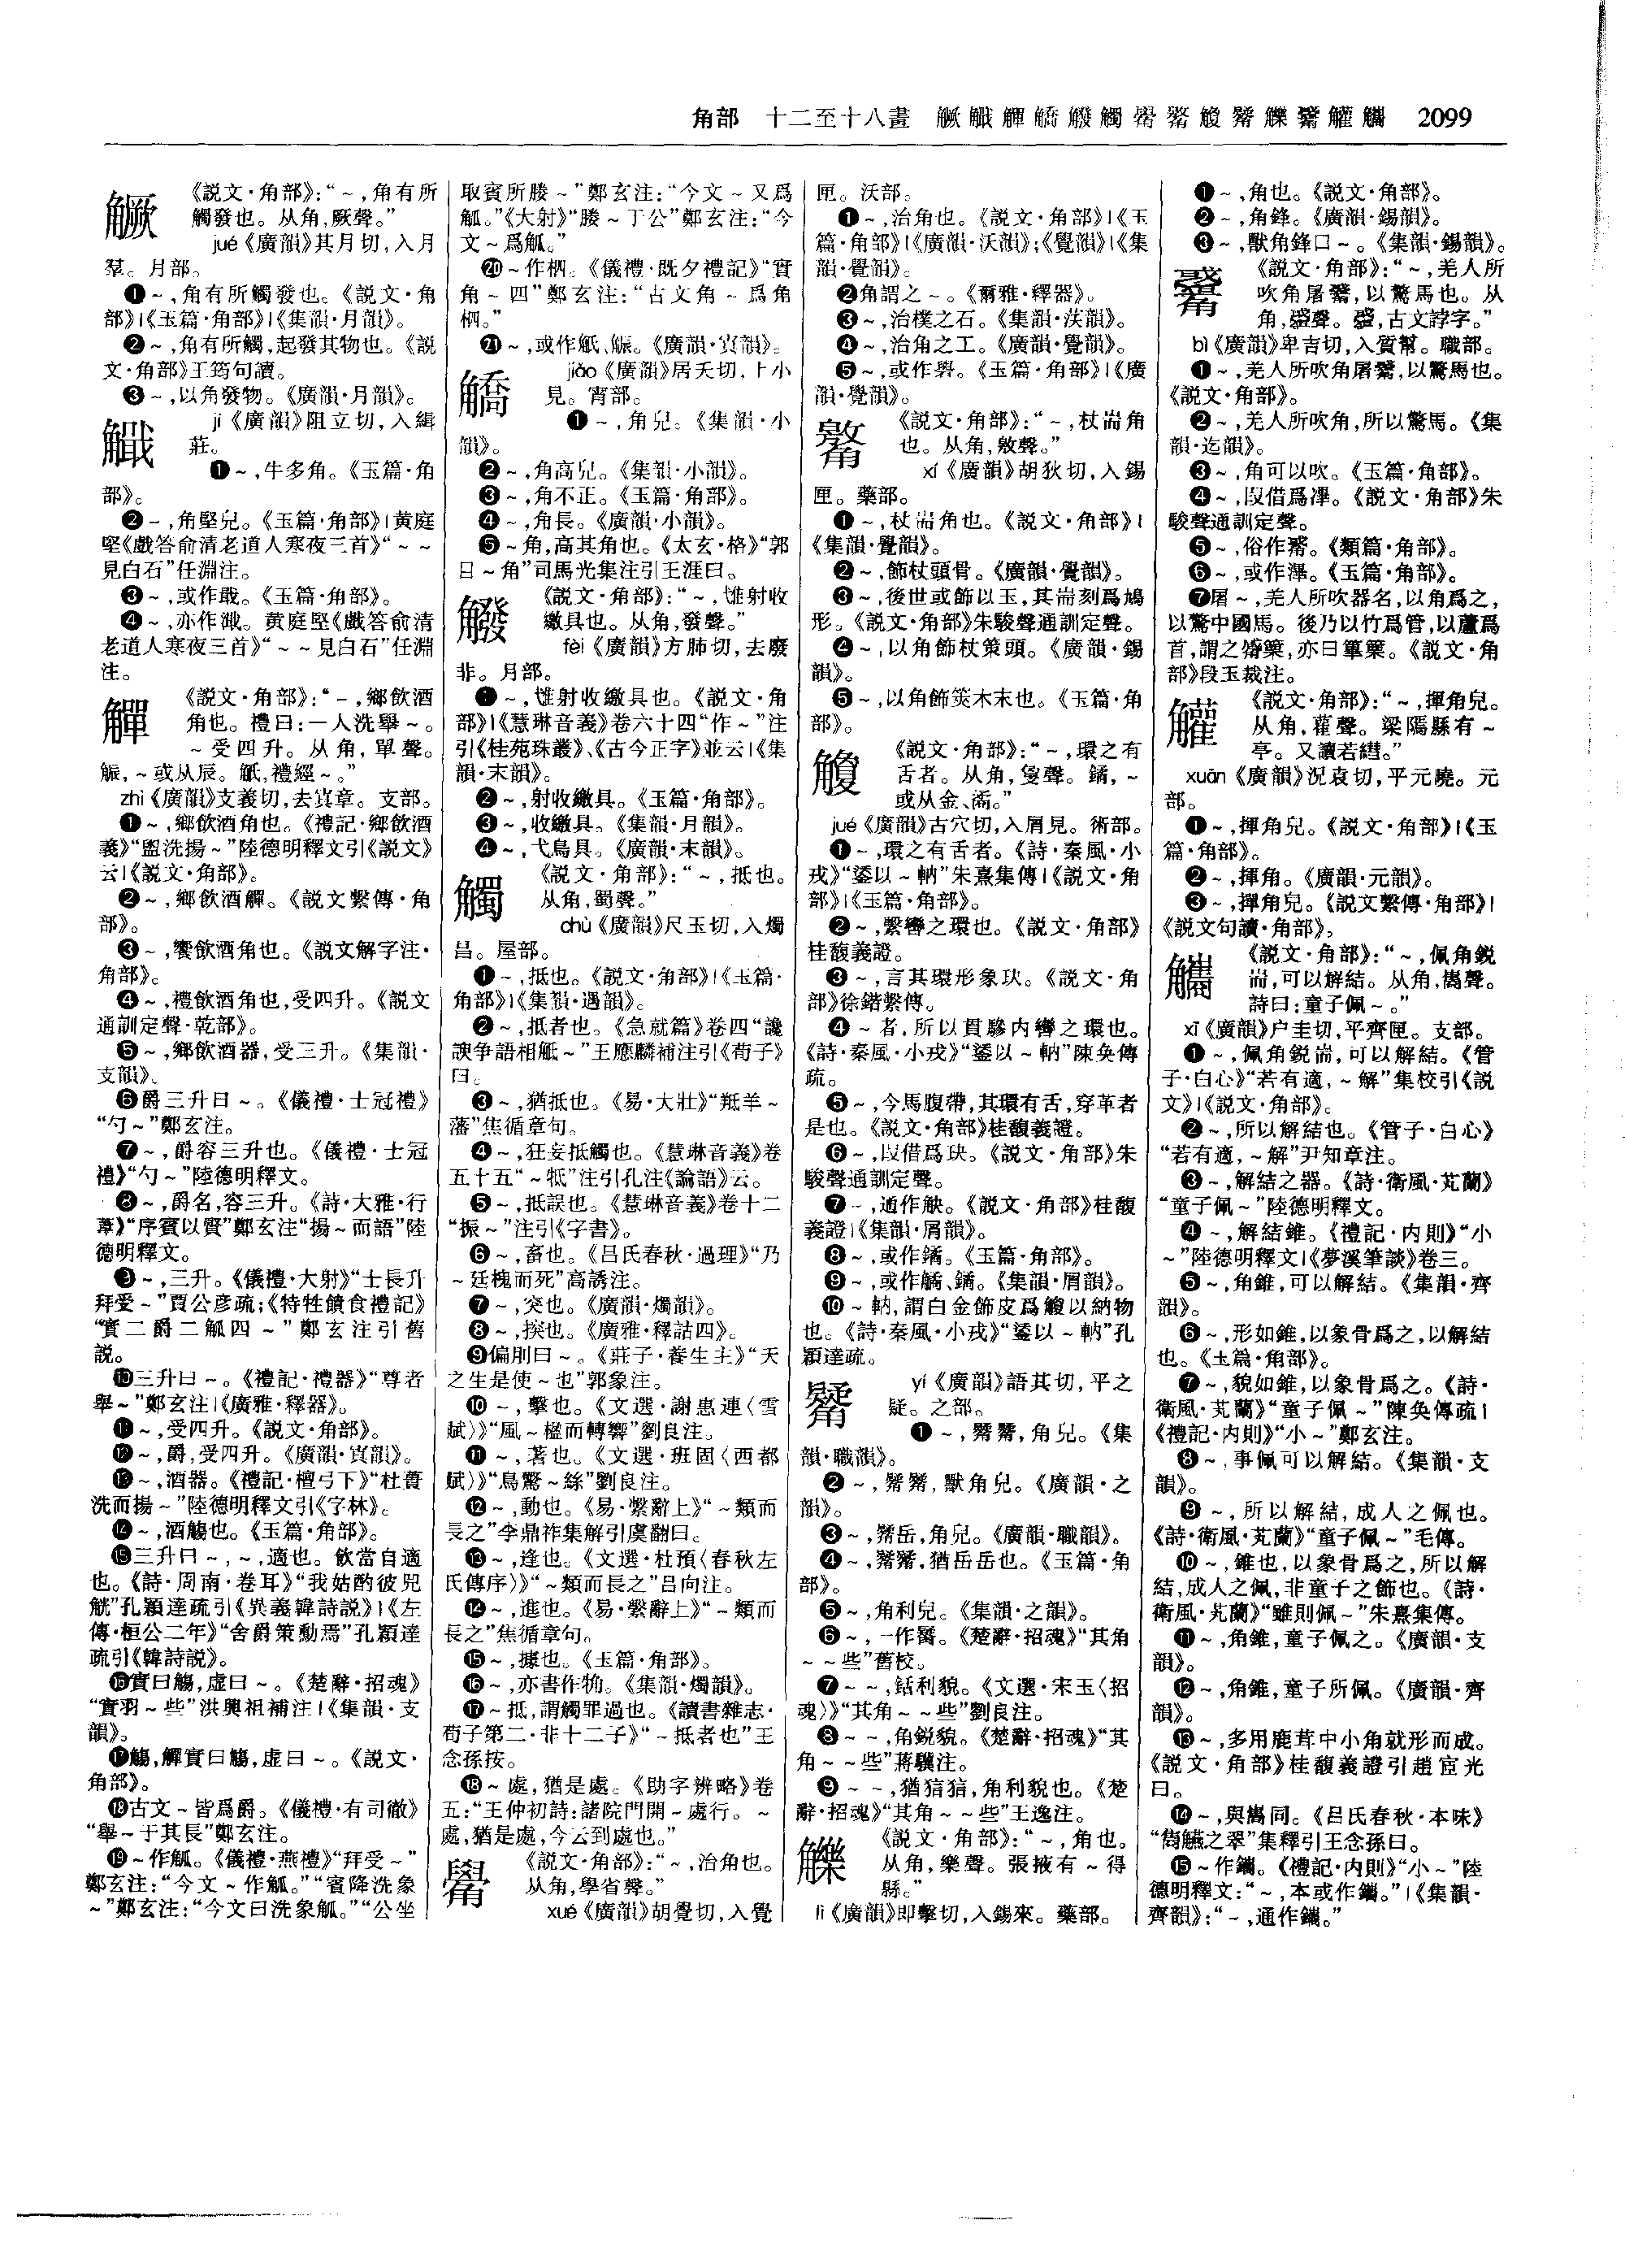 角部　十二至十八畫　鱖䚨觶鱎䚨觸觷觺觼觺觻觱觿觿　2099
觼
《説文·角部》:“~,角有所
觸發也。从角,厥聲。”
jué《廣韻》其月切,入月
羣。月部。
❶~,角有所觸發也。《説文·角
部》|《玉篇·角部》|《集韻·月韻》。
❷~,角有所觸,起發其物也。《説
文·角部》王筠句讀。
❸~,以角發物。《廣韻·月韻》。
jí《廣韻》阻立切,入緝
莊。
❶~,牛多角。《玉篇·角
部》。
❷~,角堅皃。《玉篇·角部》|黄庭
堅《戲答俞清老道人寒夜三首》“~~
見白石”任淵注。
❸~,或作戢。《玉篇·角部》。
❹~,亦作濈。黄庭堅《戲答俞清
老道人寒夜三首》“~~見白石”任淵
注。
觶
《説文·角部》:“~,鄉飲酒
角也。禮曰:一人洗舉~。
~受四升。从角,單聲。
觗,~或从辰。觗,禮經~。”
zhì《廣韻》支義切,去寘章。支部。
❶~,鄉飲酒角也。《禮記·鄉飲酒
義》“盥洗揚~”陸德明釋文引《説文》
云|《説文·角部》。
❷~,鄉飲酒觶。《説文繫傳·角
部》。
❸~,饗飲酒角也。《説文解字注·
角部》。
❹~,禮飲酒角也,受四升。《説文
通訓定聲·乾部》。
❺~,鄉飲酒器,受三升。《集韻·
支韻》。
❻爵三升曰~。《儀禮·士冠禮》
“勺~”鄭玄注。
❼~,爵容三升也。《儀禮·士冠
禮》“勺~”陸德明釋文。
❽~,爵名,容三升。《詩·大雅·行
葦》“序賓以賢”鄭玄注“揚~而語”陸
德明釋文。
❾~,三升。《儀禮·大射》“士長升
拜受~”賈公彦疏;《特牲饋食禮記》
“實二爵二觚四~”鄭玄注引舊
説。
❿三升曰~。《禮記·禮器》“尊者
舉~”鄭玄注|《廣雅·釋器》。
⓫~,受四升。《説文·角部》。
⓬~,爵,受四升。《廣韻·寘韻》。
⓭~,酒器。《禮記·檀弓下》“杜蕢
洗而揚~”陸德明釋文引《字林》。
⓮~,酒觴也。《玉篇·角部》。
⓯三升曰~,~,適也。飲當自適
也。《詩·周南·卷耳》“我姑酌彼兕
觥”孔穎達疏引《異義韓詩説》|《左
傳·桓公二年》“舍爵策勳焉”孔穎達
疏引《韓詩説》。
⓰實曰觴,虚曰~。《楚辭·招魂》
“實羽~些”洪興祖補注|《集韻·支
韻》。
⓱觴,觶實曰觴,虚曰~。《説文·
角部》。
⓲古文~皆爲爵。《儀禮·有司徹》
“舉~于其長”鄭玄注。
⓳~作觚。《儀禮·燕禮》“拜受~”
鄭玄注:“今文~作觚。”“賓降洗象
~”鄭玄注:“今文曰洗象觚。”“公坐
取賓所媵~”鄭玄注:“今文~又爲
觚。”《大射》“媵~于公”鄭玄注:“今
文~爲觚。”
⓴~作柶。《儀禮·既夕禮記》“實
角~四”鄭玄注:“古文角~爲角
柶。”
㉑~,或作觗、觗。《廣韻·寘韻》。
鱎
jiǎo《廣韻》居夭切,上小
見。宵部。
❶~,角皃。《集韻·小
韻》。
❷~,角高皃。《集韻·小韻》。
❸~,角不正。《玉篇·角部》。
❹~,角長。《廣韻·小韻》。
❺~角,高其角也。《太玄·格》“郭
曰~角”司馬光集注引王涯曰。
《説文·角部》:“~,惟射收
繳具也。从角,發聲。”
fèi《廣韻》方肺切,去廢
非。月部。
❶~,惟射收繳具也。《説文·角
部》|《慧琳音義》卷六十四“作~”注
引《桂苑珠叢》、《古今正字》並云|《集
韻·末韻》。
❷~,射收繳具。《玉篇·角部》。
❸~,收繳具。《集韻·月韻》。
❹~,弋鳥具。《廣韻·末韻》。
觸
《説文·角部》:“~,抵也。
从角,蜀聲。”
chù《廣韻》尺玉切,入燭
昌。屋部。
❶~,抵也。《説文·角部》|《玉篇·
角部》|《集韻·遇韻》。
❷~,抵者也。《急就篇》卷四“讒
諛争語相觝~”王應麟補注引《荀子》
曰。
❸~,猶抵也。《易·大壯》“羝羊~
藩”焦循章句。
❹~,狂妄抵觸也。《慧琳音義》卷
五十五“~牴”注引孔注《論語》云。
❺~,抵誤也。《慧琳音義》卷十二
“振~”注引《字書》。
❻~,畜也。《吕氏春秋·過理》“乃
~廷槐而死”高誘注。
❼~,突也。《廣韻·燭韻》。
❽~,揬也。《廣雅·釋詁四》。
❾偏刖曰~。《莊子·養生主》“天
之生是使~也”郭象注。
❿~,擊也。《文選·謝惠連〈雪
賦〉》“風~楹而轉響”劉良注。
⓫~,著也。《文選·班固〈西都
賦〉》“鳥驚~絲”劉良注。
⓬~,動也。《易·繫辭上》“~類而
長之”李鼎祚集解引虞翻曰。
⓭~,逢也。《文選·杜預〈春秋左
氏傳序〉》“~類而長之”吕向注。
⓮~,進也。《易·繫辭上》“~類而
長之”焦循章句。
⓯~,據也。《玉篇·角部》。
⓰~,亦書作㸿。《集韻·燭韻》。
⓱~抵,謂觸罪過也。《讀書雜志·
荀子第二·非十二子》“~抵者也”王
念孫按。
⓲~處,猶是處。《助字辨略》卷
五:“王仲初詩:諸院門開~處行。~
處,猶是處,今云到處也。”
觷
《説文·角部》:“~,治角也。
从角,學省聲。”
xué《廣韻》胡覺切,入覺
匣。沃部。
❶~,治角也。《説文·角部》|《玉
篇·角部》|《廣韻·沃韻》;《覺韻》|《集
韻·覺韻》。
❷角謂之~。《爾雅·釋器》。
❸~,治樸之石。《集韻·沃韻》。
❹~,治角之工。《廣韻·覺韻》。
❺~,或作礐。《玉篇·角部》|《廣
韻·覺韻》。
《説文·角部》:“~,杖耑角
也。从角,敫聲。”
xí《廣韻》胡狄切,入錫
匣。藥部。
❶~,杖耑角也。《説文·角部》|
《集韻·覺韻》。
❷~,飾杖頭骨。《廣韻·覺韻》。
❸~,後世或飾以玉,其耑刻爲鳩
形。《説文·角部》朱駿聲通訓定聲。
❹~,以角飾杖策頭。《廣韻·錫
韻》。
❺~,以角飾筴木末也。《玉篇·角
部》。
觼
《説文·角部》:“~,環之有
舌者。从角,敻聲。鐍,~
或从金、矞。”
jué《廣韻》古穴切,入屑見。術部。
❶~,環之有舌者。《詩·秦風·小
戎》“鋈以~軜”朱熹集傳|《説文·角
部》|《玉篇·角部》。
❷~,繫轡之環也。《説文·角部》
桂馥義證。
❸~,言其環形象玦。《説文·角
部》徐鍇繫傳。
❹~者,所以貫驂内轡之環也。
《詩·秦風·小戎》“鋈以~軜”陳奂傳
疏。
❺~,今馬腹帶,其環有舌,穿革者
是也。《説文·角部》桂馥義證。
❻~,叚借爲玦。《説文·角部》朱
駿聲通訓定聲。
❼~,通作觖。《説文·角部》桂馥
義證|《集韻·屑韻》。
❽~,或作鐍。《玉篇·角部》。
❾~,或作觿、鐍。《集韻·屑韻》。
❿~軜,謂白金飾皮爲觼以納物
也。《詩·秦風·小戎》“鋈以~軜”孔
穎達疏。
觺
yí《廣韻》語其切,平之
疑。之部。
❶~,觺觺,角皃。《集
韻·職韻》。
❷~,觺觺,獸角皃。《廣韻·之
韻》。
❸~,觺岳,角皃。《廣韻·職韻》。
❹~,觺觺,猶岳岳也。《玉篇·角
部》。
❺~,角利皃。《集韻·之韻》。
❻~,一作䚩。《楚辭·招魂》“其角
~~些”舊校。
❼~~,銛利貌。《文選·宋玉〈招
魂〉》“其角~~些”劉良注。
❽~~,角鋭貌。《楚辭·招魂》“其
角~~些”蔣驥注。
❾~~,猶狺狺,角利貌也。《楚
辭·招魂》“其角~~些”王逸注。
觻
《説文·角部》:“~,角也。
从角,樂聲。張掖有~得
縣。”
lì《廣韻》郎擊切,入錫來。藥部。
❶~,角也。《説文·角部》。
❷~,角鋒。《廣韻·錫韻》。
❸~,獸角鋒曰~。《集韻·錫韻》。
《説文·角部》:“~,羌人所
吹角屠觱,以驚馬也。从
角,𧥺聲。𧥺,古文誖字。”
bì《廣韻》卑吉切,入質幫。職部。
❶~,羌人所吹角屠觱,以驚馬也。
《説文·角部》。
❷~,羌人所吹角,所以驚馬。《集
韻·迄韻》。
❸~,角可以吹。《玉篇·角部》。
❹~,叚借爲滭。《説文·角部》朱
駿聲通訓定聲。
❺~,俗作觱。《類篇·角部》。
❻~,或作滭。《玉篇·角部》。
❼屠~,羌人所吹器名,以角爲之,
以驚中國馬。後乃以竹爲管,以蘆爲
首,謂之觱篥,亦曰篳篥。《説文·角
部》段玉裁注。
《説文·角部》:“~,揮角皃。
从角,雚聲。梁隱縣有~
亭。又讀若繕。”
xuān《廣韻》況袁切,平元曉。元
部。
❶~,揮角皃。《説文·角部》|《玉
篇·角部》。
❷~,揮角。《廣韻·元韻》。
❸~,撣角皃。《説文繫傳·角部》|
《説文句讀·角部》。
觿
《説文·角部》:“~,佩角鋭
耑,可以解結。从角,巂聲。
詩曰:童子佩~。”
xī《廣韻》户圭切,平齊匣。支部。
❶~,佩角鋭耑,可以解結。《管
子·白心》“若有適,~解”集校引《説
文》|《説文·角部》。
❷~,所以解結也。《管子·白心》
“若有適,~解”尹知章注。
❸~,解結之器。《詩·衛風·芄蘭》
“童子佩~”陸德明釋文。
❹~,解結錐。《禮記·内則》“小
~”陸德明釋文|《夢溪筆談》卷三。
❺~,角錐,可以解結。《集韻·齊
韻》。
❻~,形如錐,以象骨爲之,以解結
也。《玉篇·角部》。
❼~,貌如錐,以象骨爲之。《詩·
衛風·芄蘭》“童子佩~”陳奂傳疏|
《禮記·内則》“小~”鄭玄注。
❽~,事佩可以解結。《集韻·支
韻》。
❾~,所以解結,成人之佩也。
《詩·衛風·芄蘭》“童子佩~”毛傳。
❿~,錐也,以象骨爲之,所以解
結,成人之佩,非童子之飾也。《詩·
衛風·芄蘭》“雖則佩~”朱熹集傳。
⓫~,角錐,童子佩之。《廣韻·支
韻》。
⓬~,角錐,童子所佩。《廣韻·齊
韻》。
⓭~,多用鹿茸中小角就形而成。
《説文·角部》桂馥義證引趙宧光
曰。
⓮~,與巂同。《吕氏春秋·本味》
“巂觾之翠”集釋引王念孫曰。
⓯~作鑴。《禮記·内則》“小~”陸
德明釋文:“~,本或作鑴。”|《集韻·
齊韻》:“~,通作鑴。”